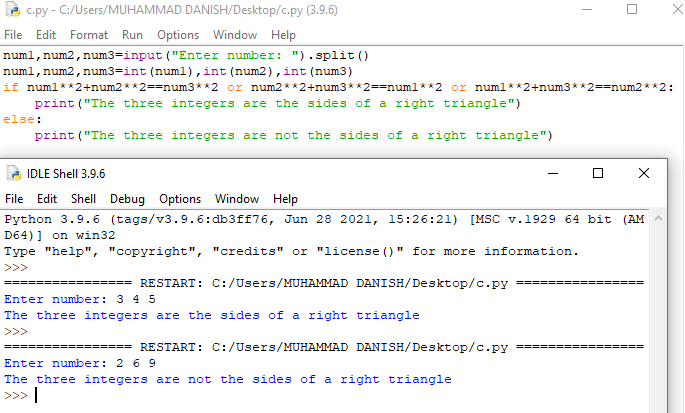 c.py - C:/Users/MUHAMMAD DANISH/Desktop/c.py (3.9.6)
File Edit Format Run Options Window Help
num1,num2,num3=input("Enter number: ").split()
num1,num2,num3=int(num1),int(num2),int(num3)
if num1**2+num2**2==num3**2 or num2**2+num3**2==num1**2 or num1**2+num3**2==num2**2:
    print("The three integers are the sides of a right triangle")
else:
    print("The three integers are not the sides of a right triangle")
IDLE Shell 3.9.6
File Edit Shell Debug Options Window Help
Python 3.9.6 (tags/v3.9.6:db3ff76, Jun 28 2021, 15:26:21) [MSC v.1929 64 bit (AM
D64)] on win32
Type "help", "copyright", "credits" or "license()" for more information.
>>>
================ RESTART: C:/Users/MUHAMMAD DANISH/Desktop/c.py ================
Enter number: 3 4 5
The three integers are the sides of a right triangle
>>>
================ RESTART: C:/Users/MUHAMMAD DANISH/Desktop/c.py ================
Enter number: 2 6 9
The three integers are not the sides of a right triangle
>>>